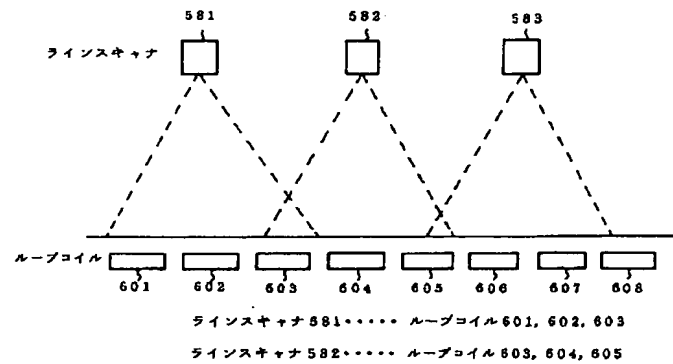 581 582 583
ラインスキャナ
ループコイル
601 602 603 604 605 606 607 608
ラインスキャナ581・・・・・ ループコイル601, 602, 603
ラインスキャナ582・・・・・ ループコイル603, 604, 605